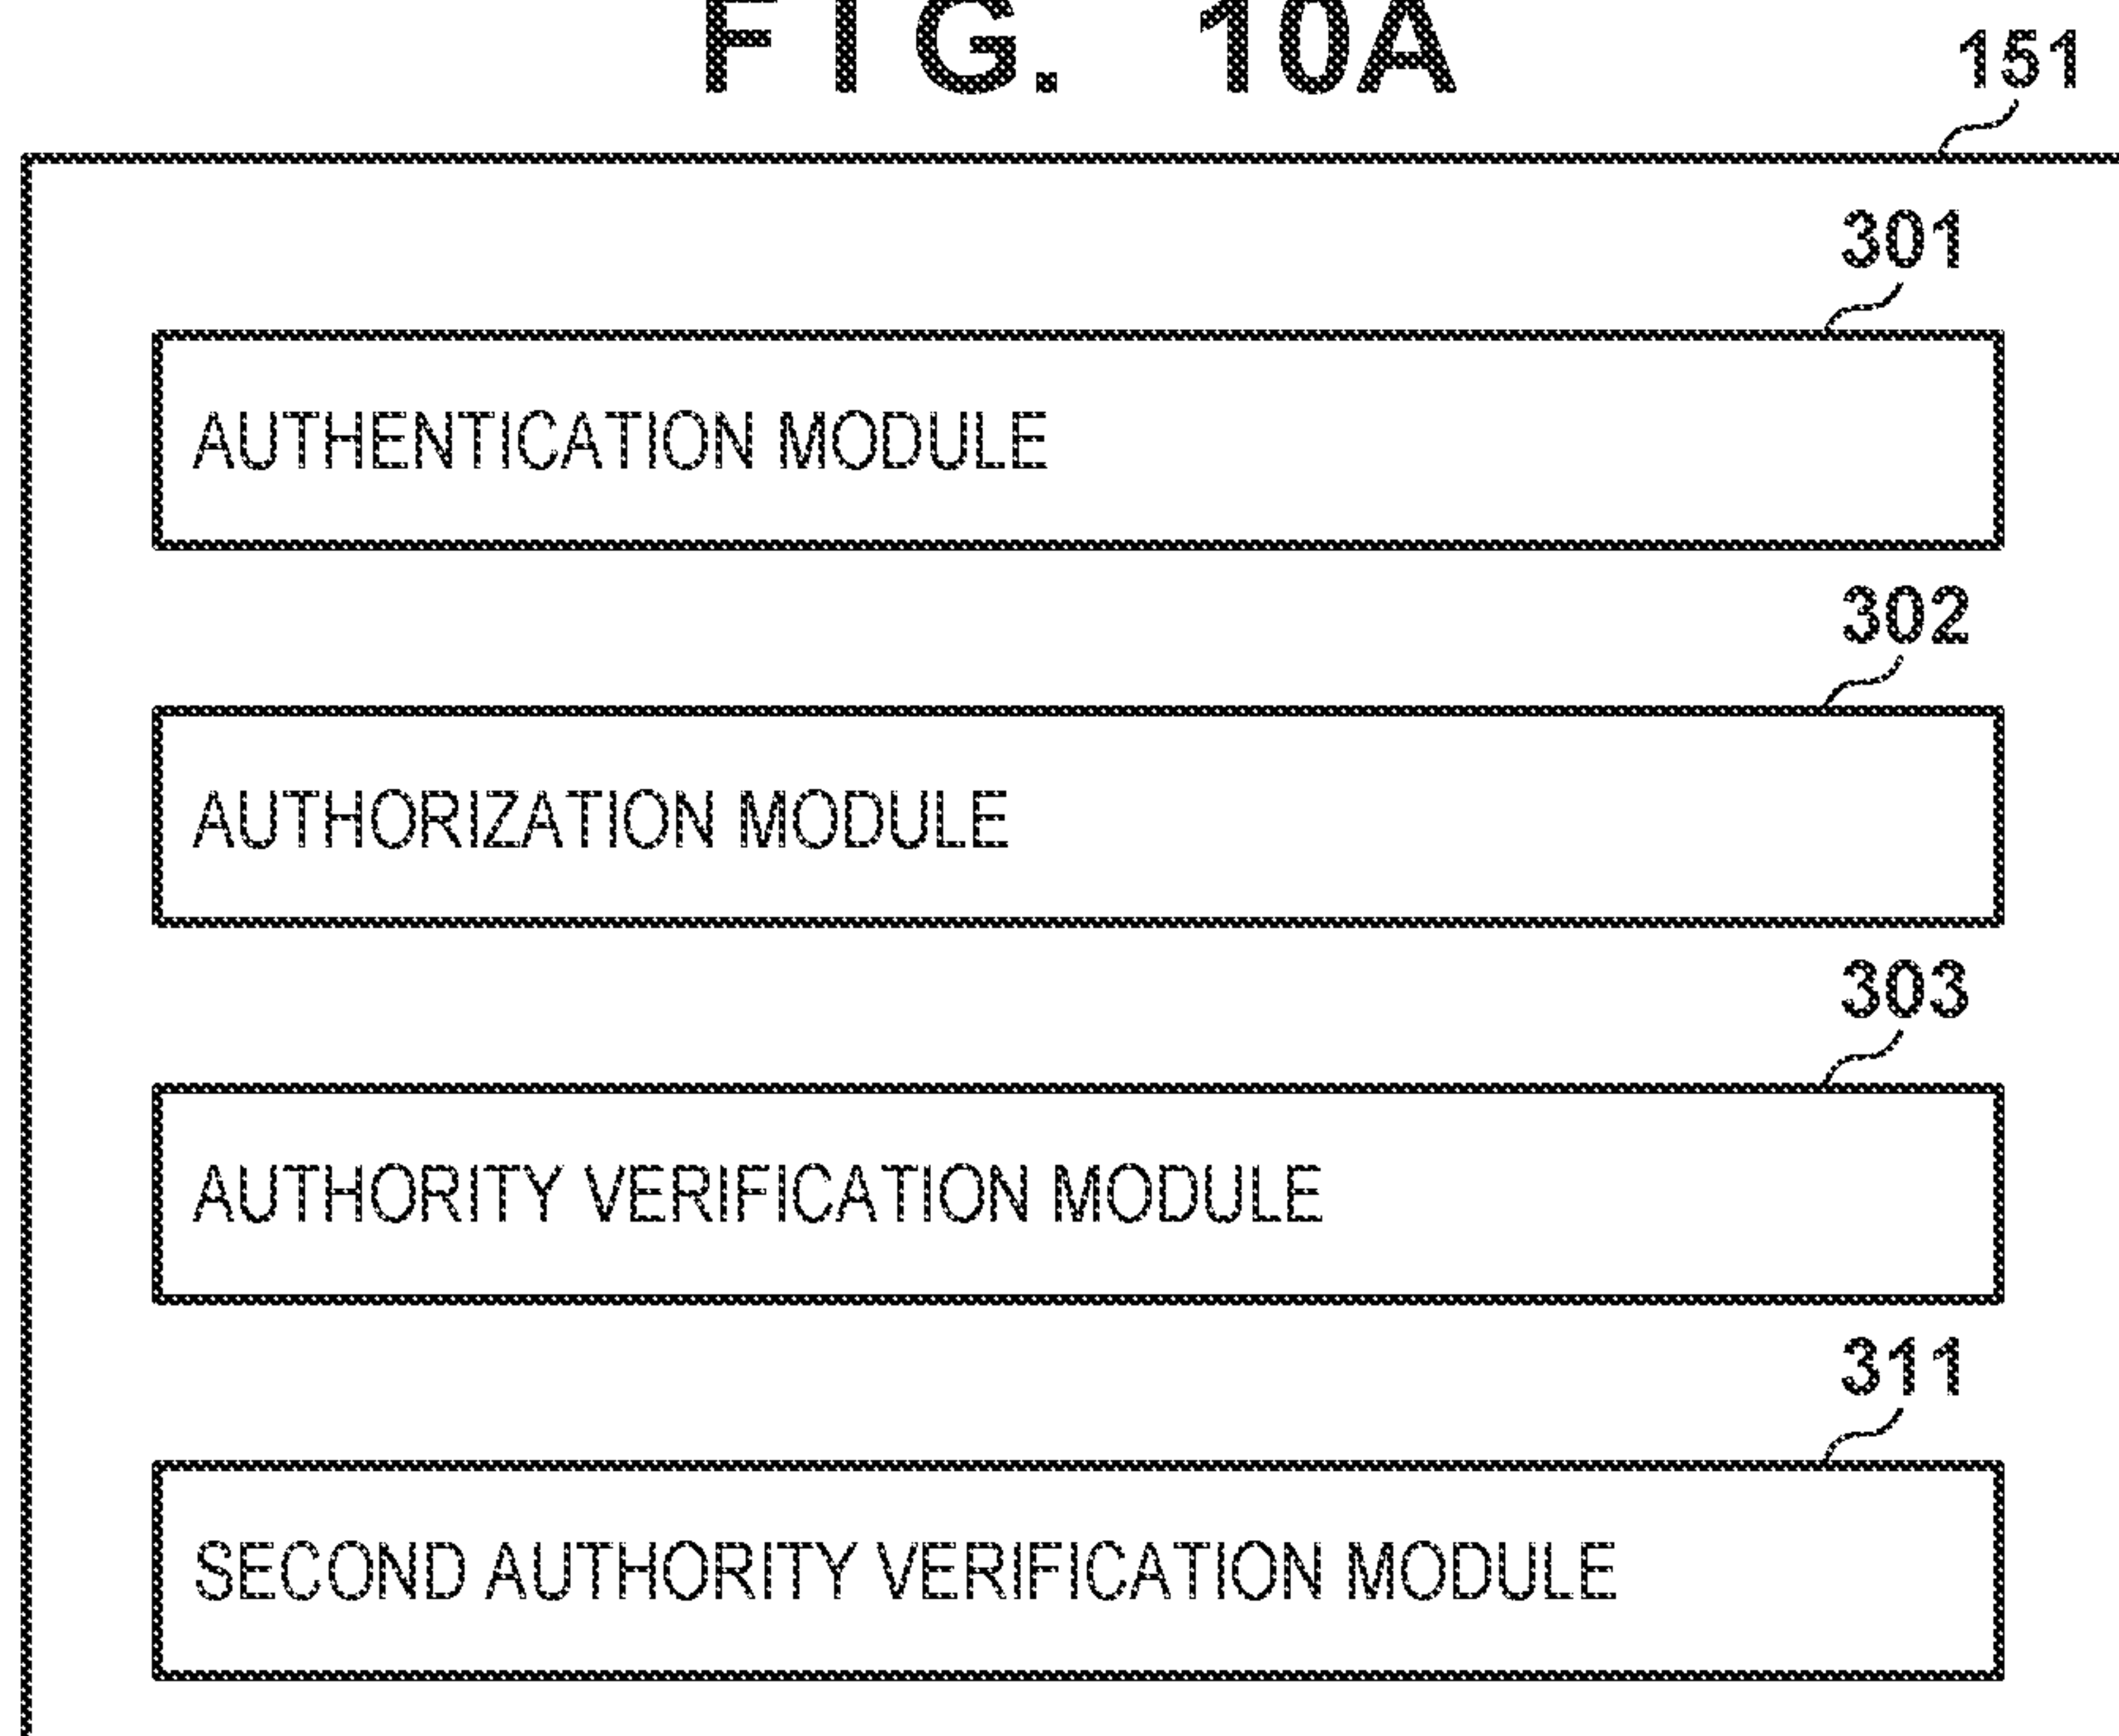 FIG. 10A
151
301
AUTHENTICATION MODULE
302
AUTHORIZATION MODULE
303
AUTHORITY VERIFICATION MODULE
311
SECOND AUTHORITY VERIFICATION MODULE